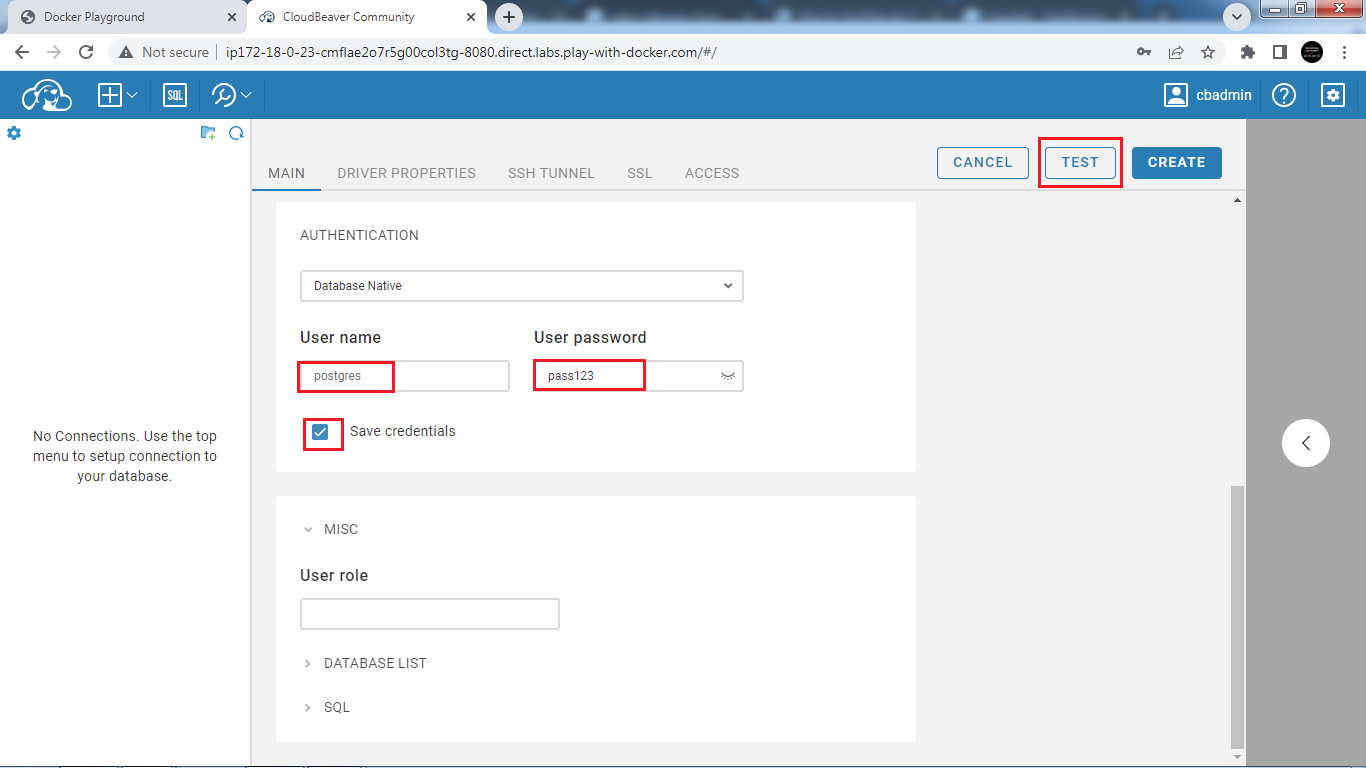 Docker Playground
CloudBeaver Community
Not secure
ip172-18-0-23-cmflae2o7r5g00col3tg-8080.direct.labs.play-with-docker.com/#/
SQL
cbadmin
MAIN
DRIVER PROPERTIES
SSH TUNNEL
SSL
ACCESS
CANCEL
TEST
CREATE
No Connections. Use the top
menu to setup connection to
your database.
AUTHENTICATION
Database Native
User name
User password
postgres
pass123
Save credentials
MISC
User role
DATABASE LIST
SQL